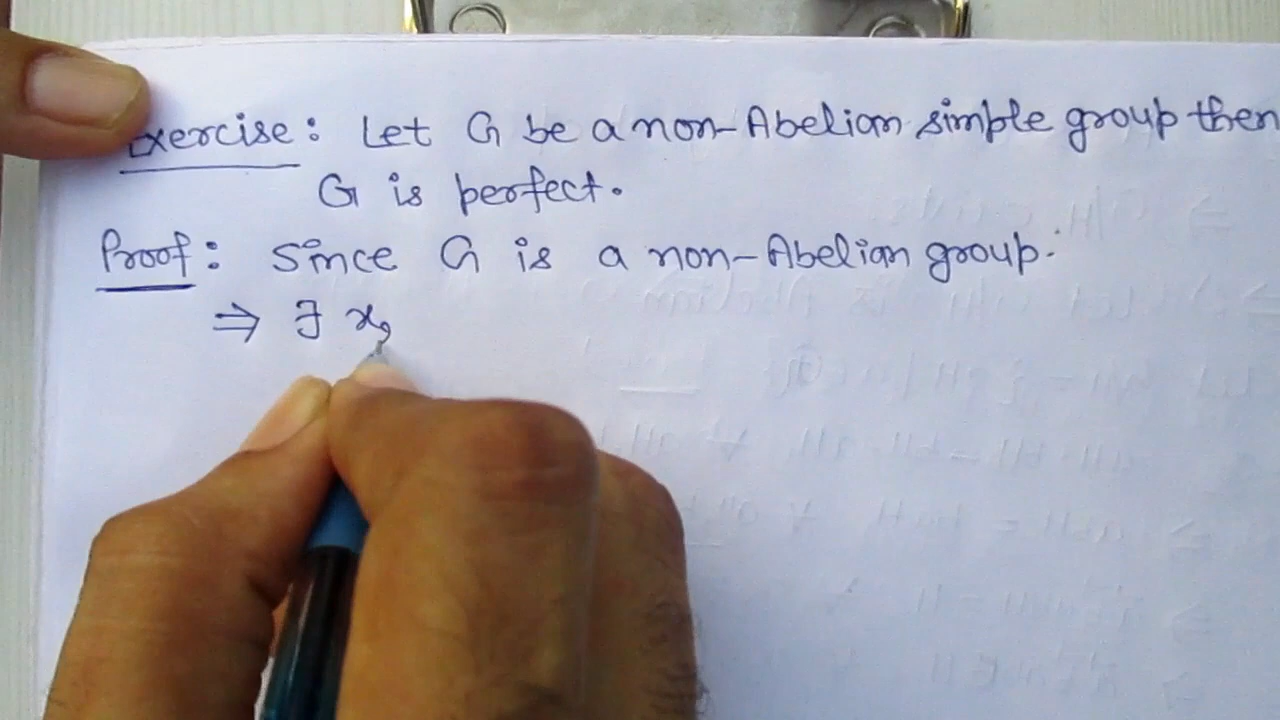 Exercise: Let G be a non-Abelian simple group then
G is perfect.
Proof: Since G is a non-Abelian group.
⇒ ∃ x,